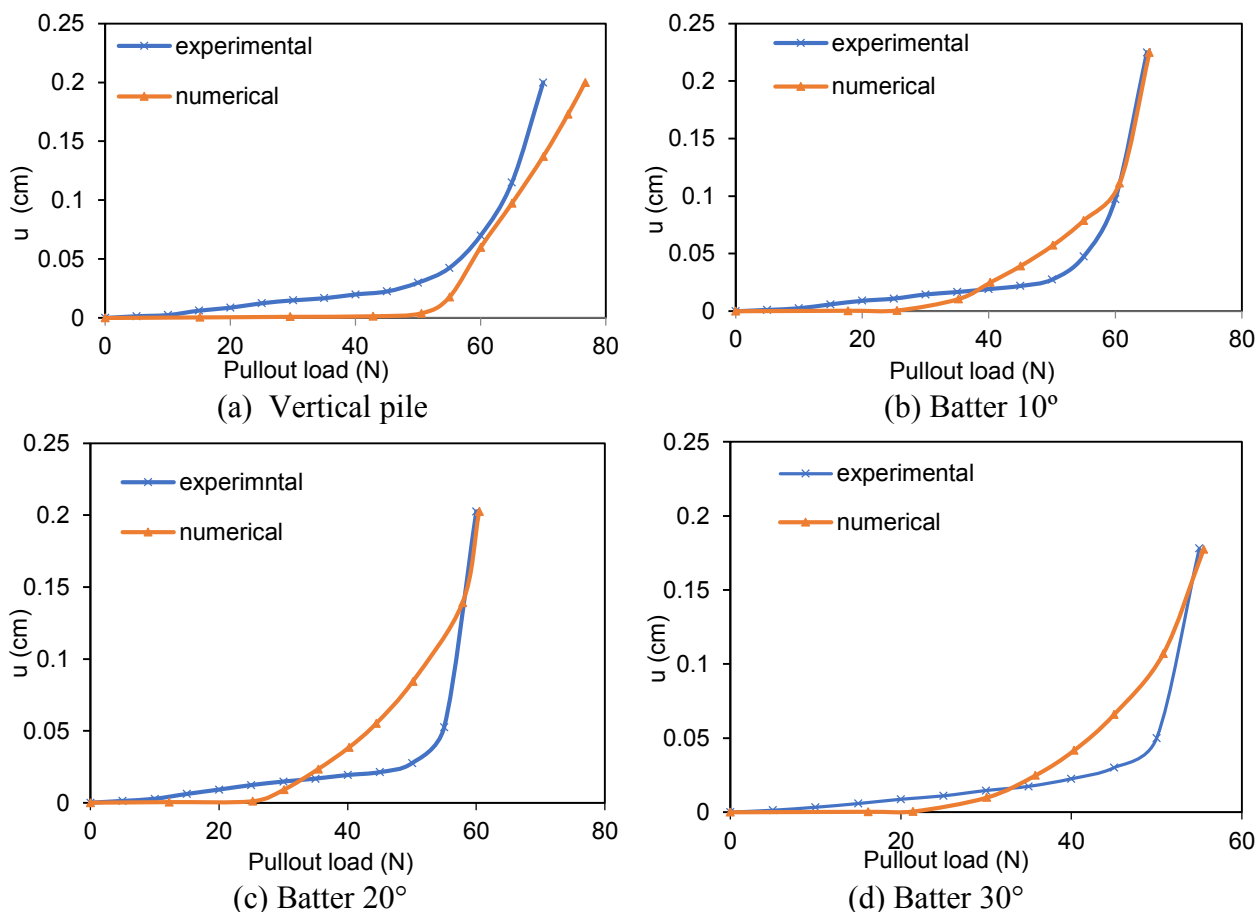 0.25
0.2
0.15
0.1
0.05
0
u (cm)
experimental
numerical
0 20 40 60 80
Pullout load (N)
(a) Vertical pile
0.25
0.2
0.15
0.1
0.05
0
u (cm)
experimental
numerical
0 20 40 60 80
Pullout load (N)
(b) Batter 10º
0.25
0.2
0.15
0.1
0.05
0
u (cm)
experimntal
numerical
0 20 40 60 80
Pullout load (N)
(c) Batter 20°
0.25
0.2
0.15
0.1
0.05
0
u (cm)
experimental
numerical
0 20 40 60
Pullout load (N)
(d) Batter 30°